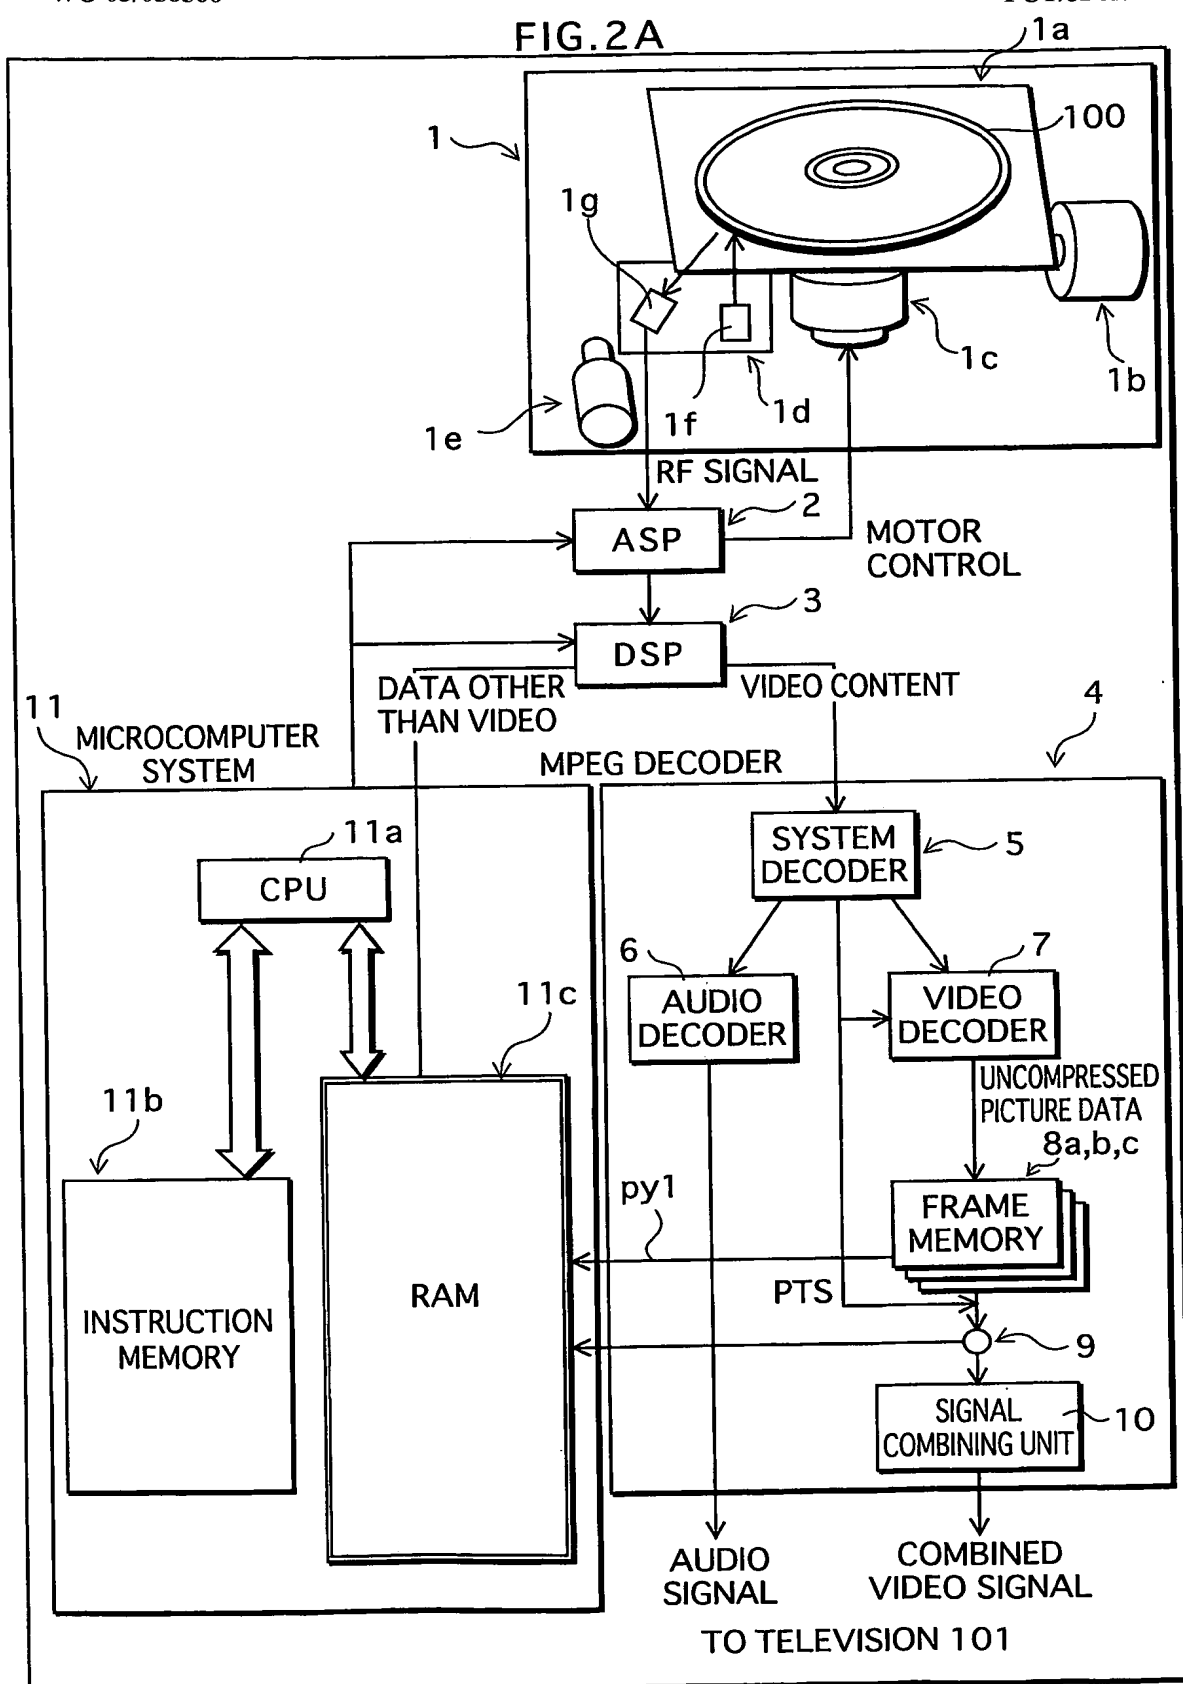 FIG.2A
1a
1
100
1g
1c
1b
1d
1f
1e
RF SIGNAL
2
ASP
MOTOR
CONTROL
3
DSP
DATA OTHER
THAN VIDEO
VIDEO CONTENT
11
MICROCOMPUTER
SYSTEM
4
MPEG DECODER
11a
CPU
SYSTEM
DECODER
5
6
7
AUDIO
DECODER
VIDEO
DECODER
11c
11b
UNCOMPRESSED
PICTURE DATA
8a,b,c
py1
FRAME
MEMORY
RAM
PTS
INSTRUCTION
MEMORY
9
SIGNAL
COMBINING UNIT
10
AUDIO
SIGNAL
COMBINED
VIDEO SIGNAL
TO TELEVISION 101